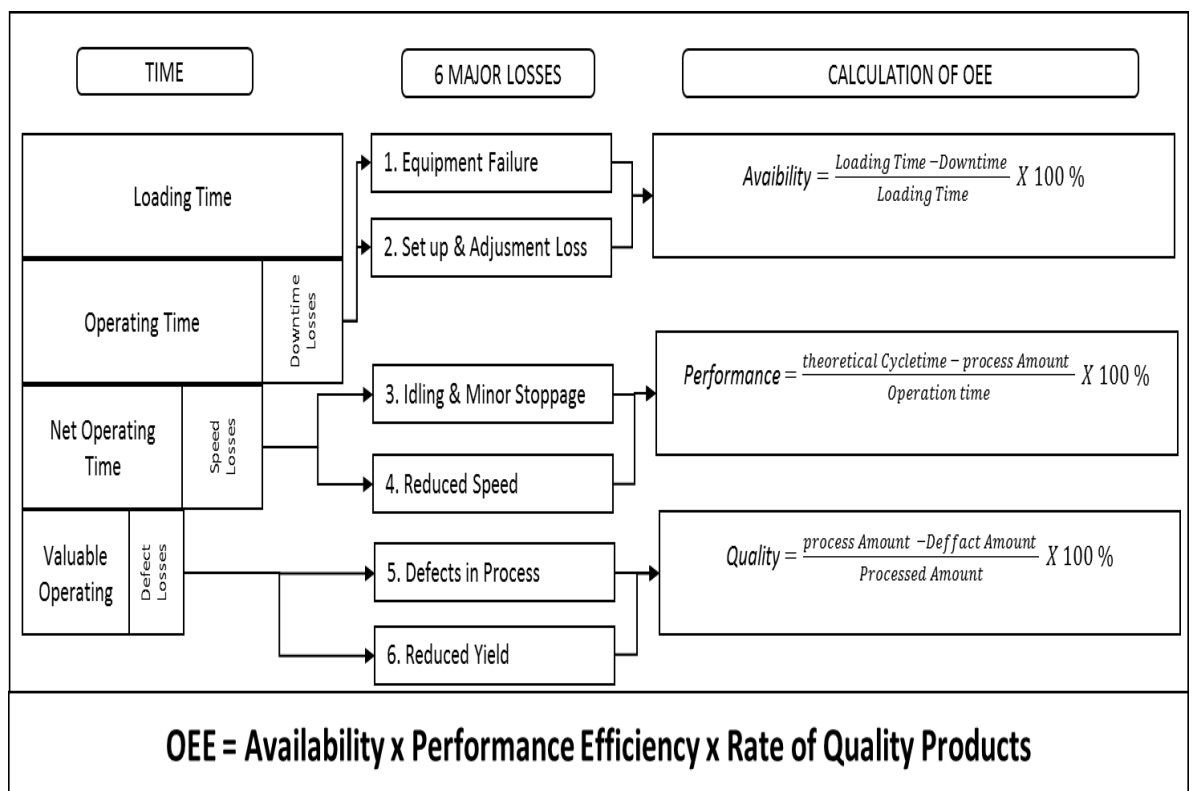 TIME
6 MAJOR LOSSES
CALCULATION OF OEE
Loading Time
Operating Time
Downtime
Losses
Net Operating
Time
Speed
Losses
Valuable
Operating
Defect
Losses
1. Equipment Failure
2. Set up & Adjusment Loss
3. Idling & Minor Stoppage
4. Reduced Speed
5. Defects in Process
6. Reduced Yield
Avaibility = Loading Time −Downtime / Loading Time X 100 %
Performance = theoretical Cycletime − process Amount / Operation time X 100 %
Quality = process Amount −Deffact Amount / Processed Amount X 100 %
OEE = Availability x Performance Efficiency x Rate of Quality Products